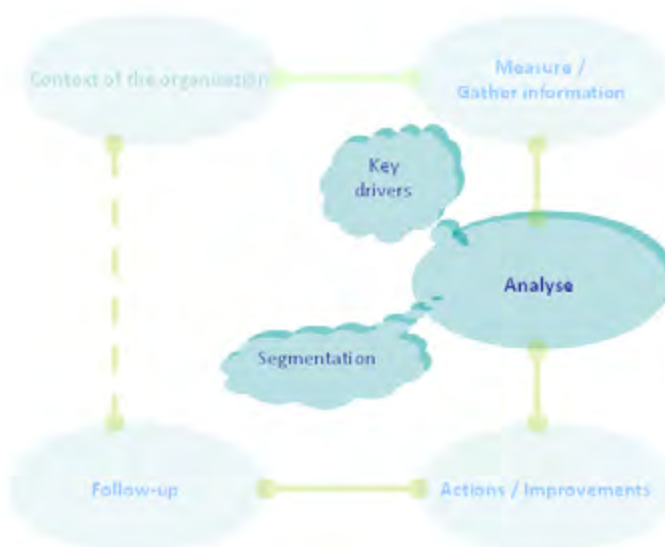 Context of the organization
Measure /
Gather information
Key
drivers
Analyse
Segmentation
Follow-up
Actions / Improvements